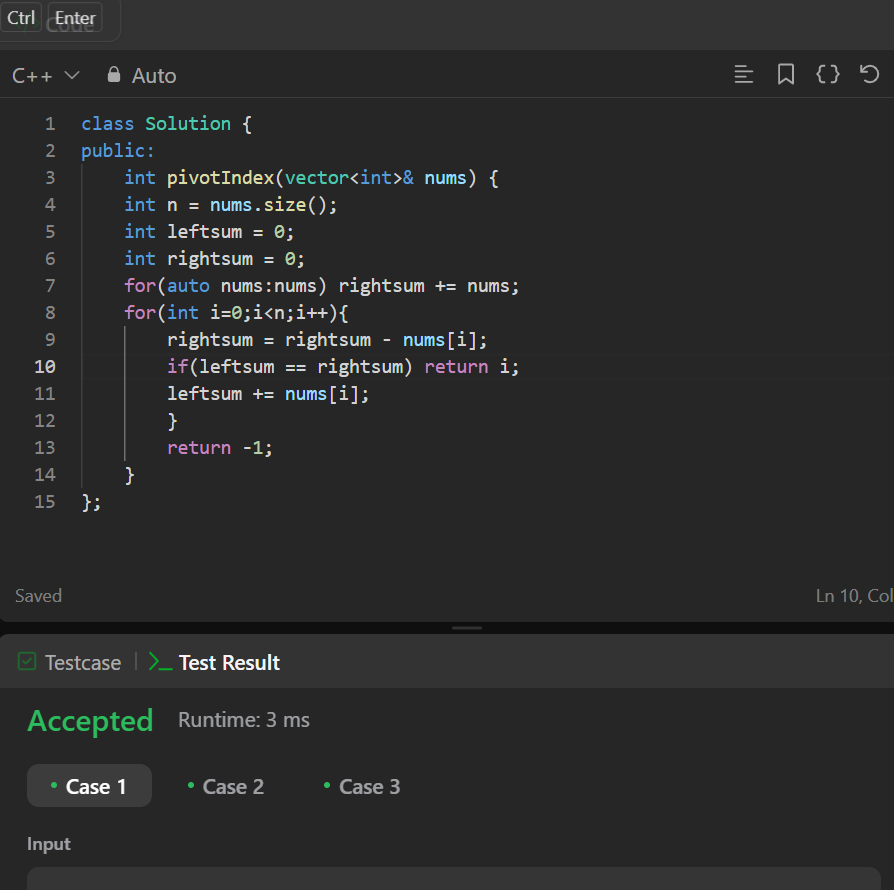 Ctrl Enter
Code
C++ Auto
1 class Solution {
2 public:
3     int pivotIndex(vector<int>& nums) {
4     int n = nums.size();
5     int leftsum = 0;
6     int rightsum = 0;
7     for(auto nums:nums) rightsum += nums;
8     for(int i=0;i<n;i++){
9         rightsum = rightsum - nums[i];
10         if(leftsum == rightsum) return i;
11         leftsum += nums[i];
12         }
13         return -1;
14     }
15 };
Saved Ln 10, Col
Testcase Test Result
Accepted Runtime: 3 ms
Case 1 Case 2 Case 3
Input